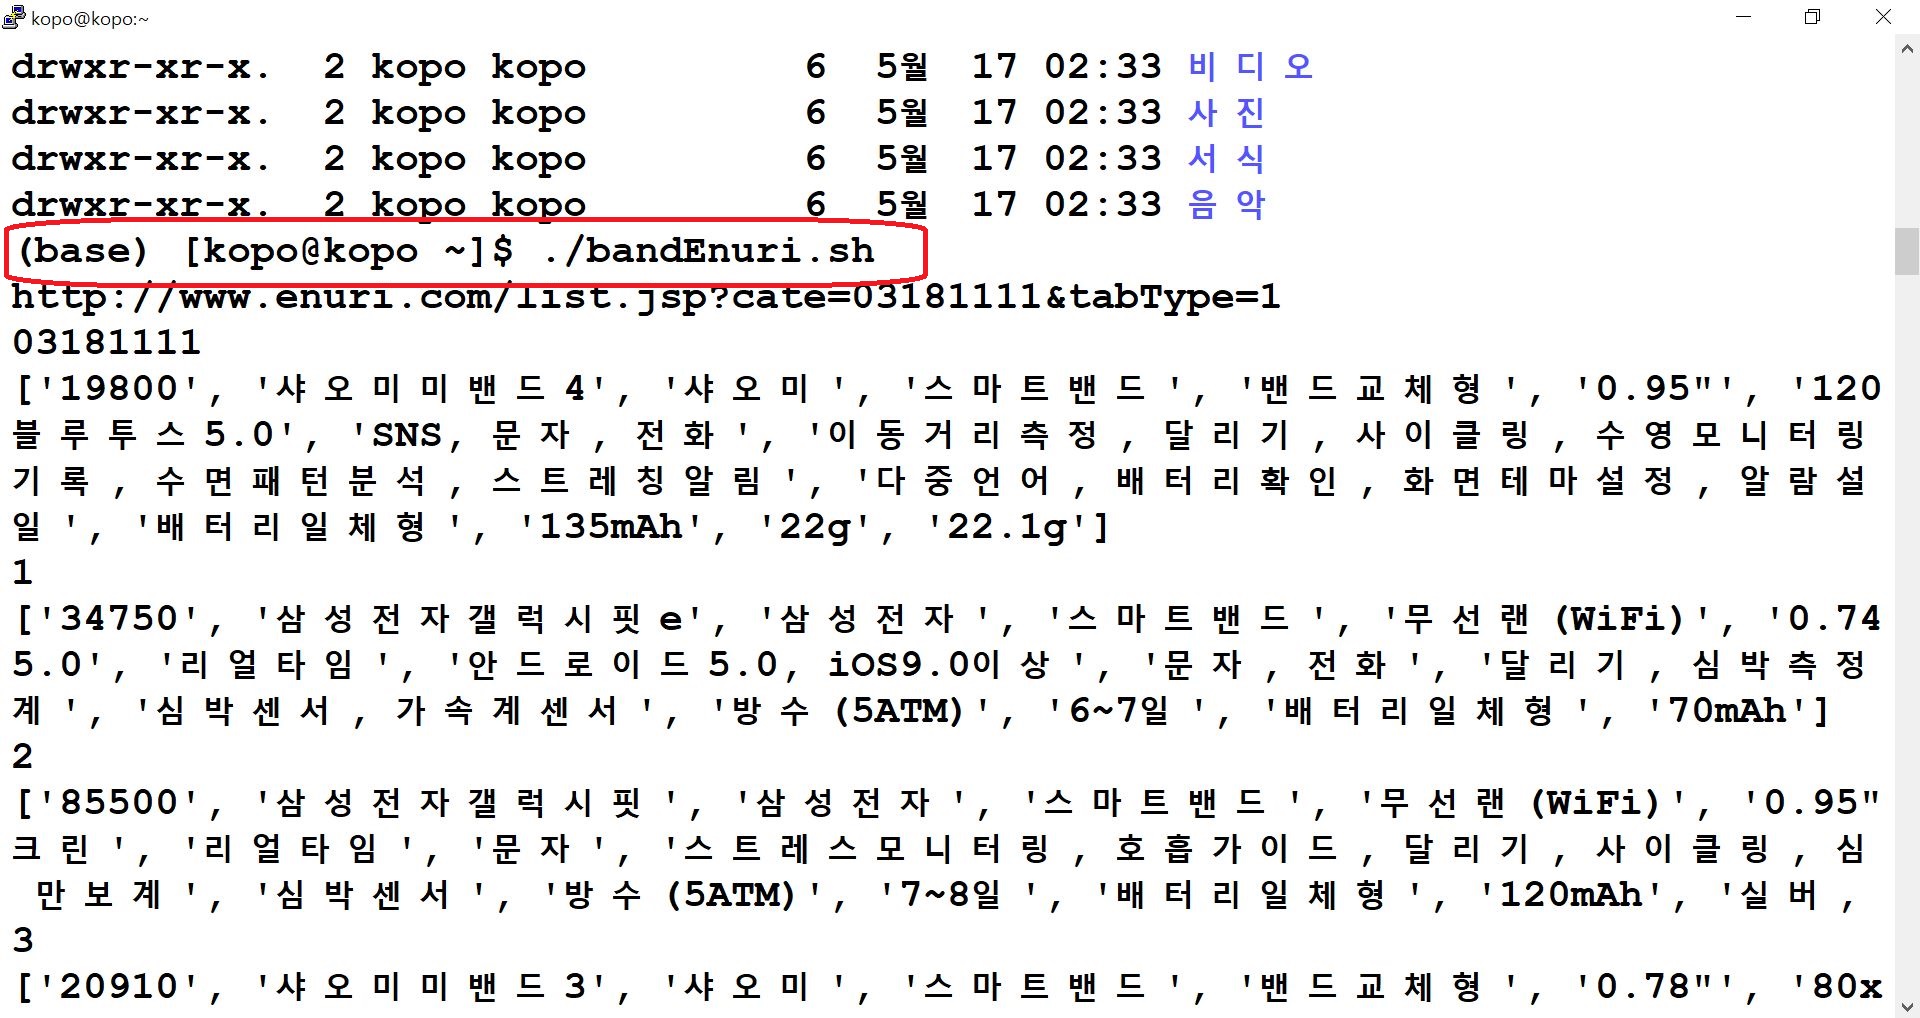 kopo@kopo:~
drwxr-xr-x. 2 kopo kopo 6 5월 17 02:33 비디오
drwxr-xr-x. 2 kopo kopo 6 5월 17 02:33 사진
drwxr-xr-x. 2 kopo kopo 6 5월 17 02:33 서식
drwxr-xr-x. 2 kopo kopo 6 5월 17 02:33 음악
(base) [kopo@kopo ~]$ ./bandEnuri.sh
http://www.enuri.com/list.jsp?cate=03181111&tabType=1
03181111
['19800', '샤오미미밴드4', '샤오미', '스마트밴드', '밴드교체형', '0.95"', '120
블루투스5.0', 'SNS, 문자, 전화', '이동거리측정, 달리기, 사이클링, 수영모니터링
기록, 수면패턴분석, 스트레칭알림', '다중언어, 배터리확인, 화면테마설정, 알람설
일', '배터리일체형', '135mAh', '22g', '22.1g']
1
['34750', '삼성전자갤럭시핏e', '삼성전자', '스마트밴드', '무선랜(WiFi)', '0.74
5.0', '리얼타임', '안드로이드5.0, iOS9.0이상', '문자, 전화', '달리기, 심박측정
계', '심박센서, 가속계센서', '방수(5ATM)', '6~7일', '배터리일체형', '70mAh']
2
['85500', '삼성전자갤럭시핏', '삼성전자', '스마트밴드', '무선랜(WiFi)', '0.95"
크린', '리얼타임', '문자', '스트레스모니터링, 호흡가이드, 달리기, 사이클링, 심
만보계', '심박센서', '방수(5ATM)', '7~8일', '배터리일체형', '120mAh', '실버,
3
['20910', '샤오미미밴드3', '샤오미', '스마트밴드', '밴드교체형', '0.78"', '80x